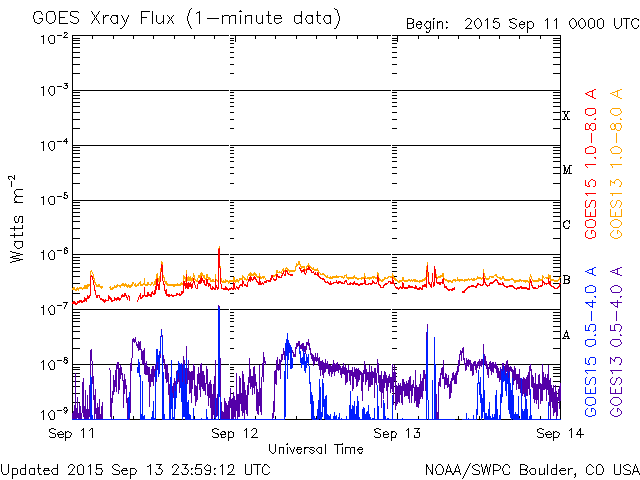 GOES Xray Flux (1-minute data)
Begin: 2015 Sep 11 0000 UTC
10-2
10-3
10-4
10-5
10-6
10-7
10-8
10-9
Watts m-2
X
M
C
B
A
GOES15 1.0-8.0 A
GOES13 1.0-8.0 A
GOES15 0.5-4.0 A
GOES13 0.5-4.0 A
Sep 11
Sep 12
Sep 13
Sep 14
Universal Time
Updated 2015 Sep 13 23:59:12 UTC
NOAA/SWPC Boulder, CO USA